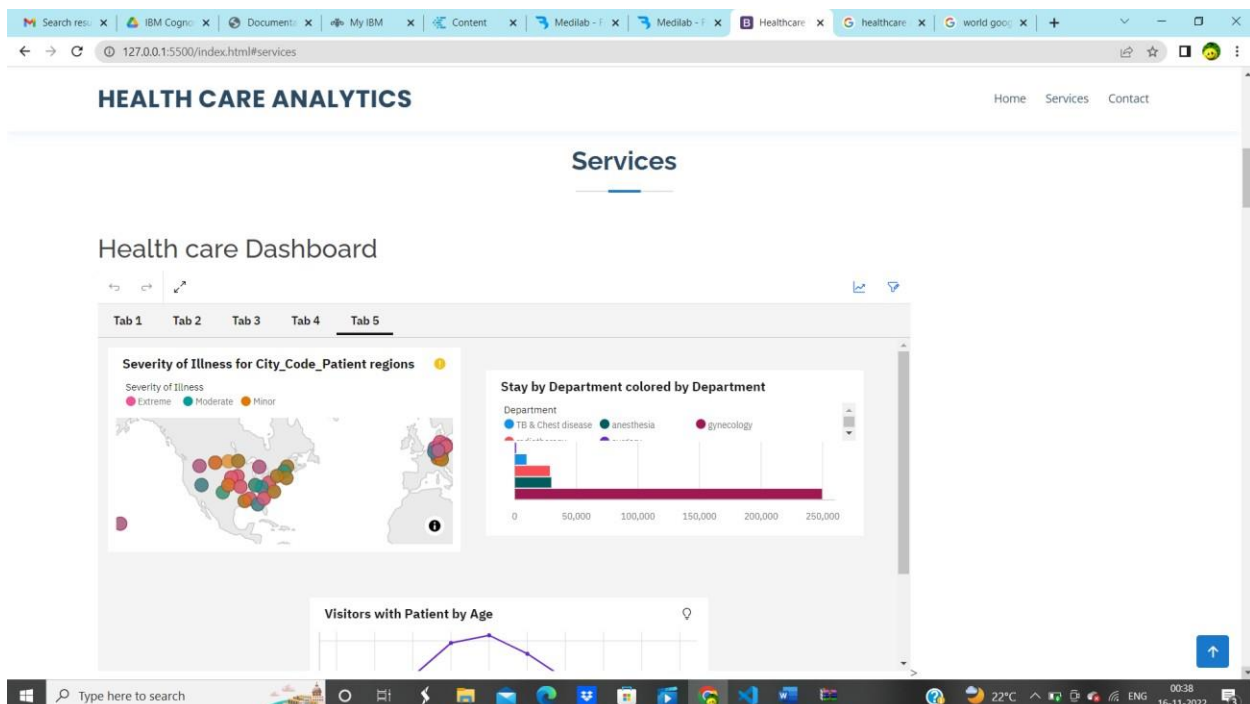 Search resu IBM Cogno Documenta My IBM Content Medilab - F Medilab - F Healthcare healthcare world goog
127.0.0.1:5500/index.html#services
HEALTH CARE ANALYTICS
Home Services Contact
Services
Health care Dashboard
Tab 1 Tab 2 Tab 3 Tab 4 Tab 5
Severity of Illness for City_Code_Patient regions
Severity of Illness
Extreme Moderate Minor
Stay by Department colored by Department
Department
TB & Chest disease anesthesia gynecology
radiotherapy surgery
0 50,000 100,000 150,000 200,000 250,000
Visitors with Patient by Age
Type here to search
22°C ENG 00:38
16-11-2022